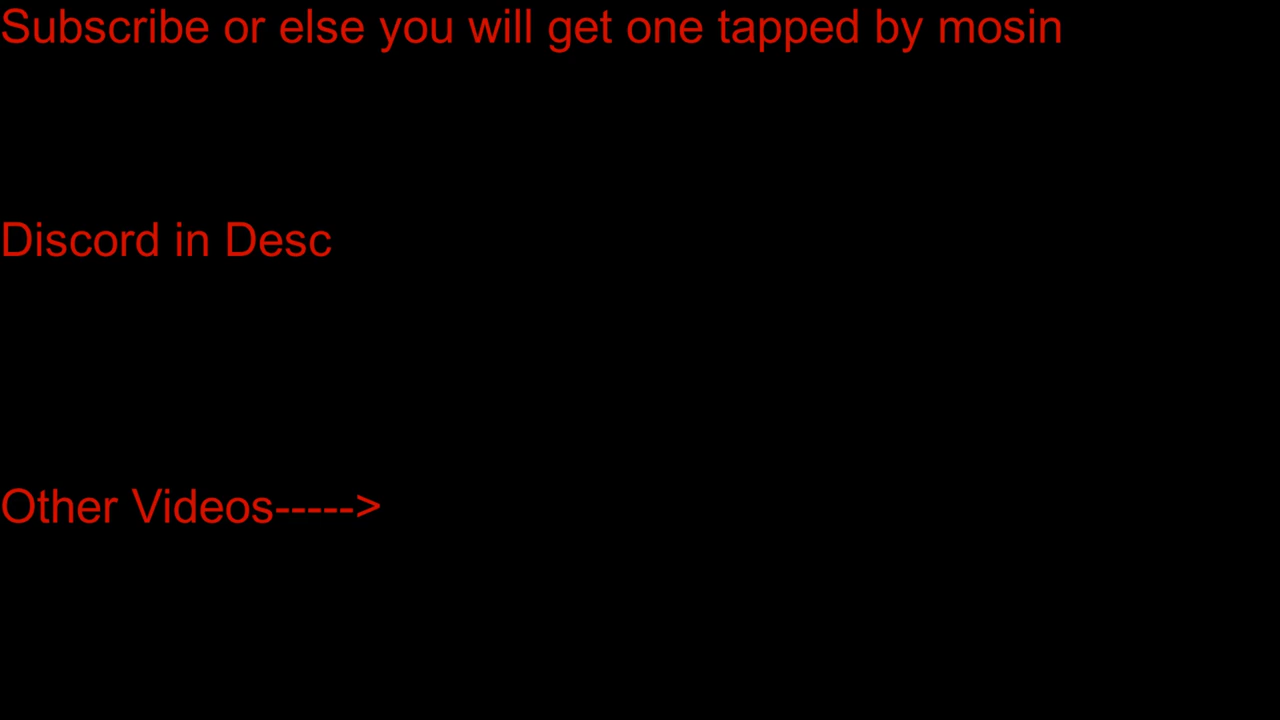 Subscribe or else you will get one tapped by mosin
Discord in Desc
Other Videos----->